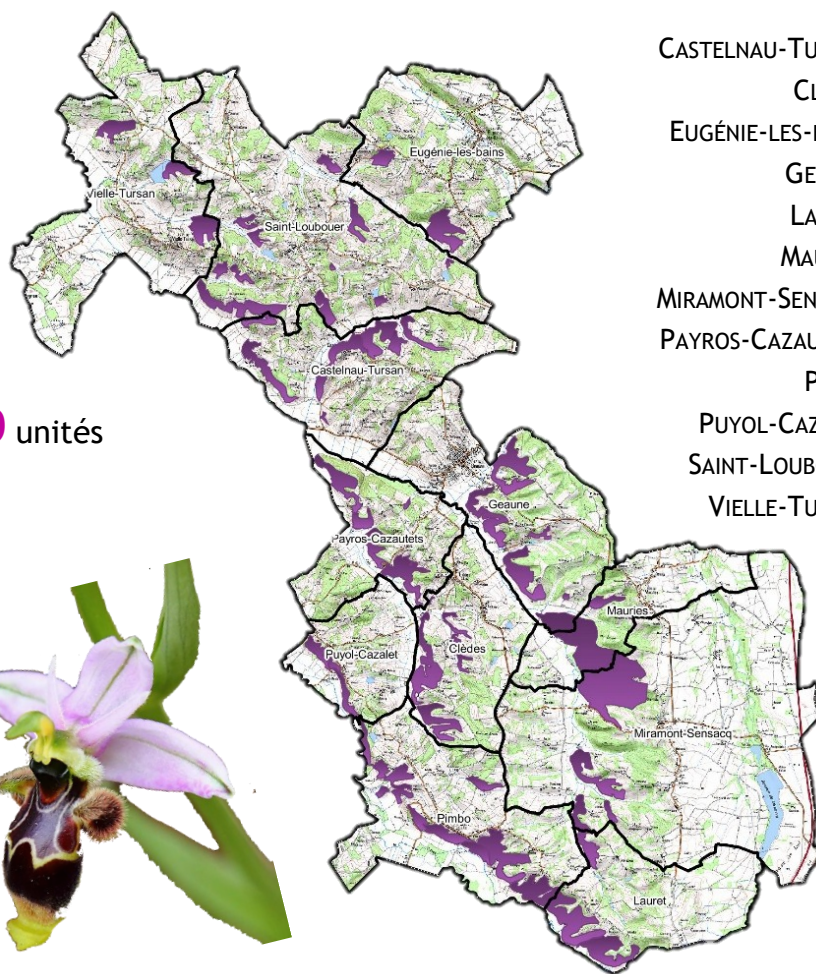 CASTELNAU-TU
CL
EUGÉNIE-LES-
GE
LA
MAU
MIRAMONT-SEN
PAYROS-CAZAU
P
PUYOL-CAZ
SAINT-LOUB
VIELLE-TU
unités
Eugénie-les-bains
Vielle-Tursan
Saint-Loubouer
Castelnau-Tursan
Geaune
Payros-Cazautets
Mauries
Puyol-Cazalet
Clèdes
Miramont-Sensacq
Pimbo
Lauret